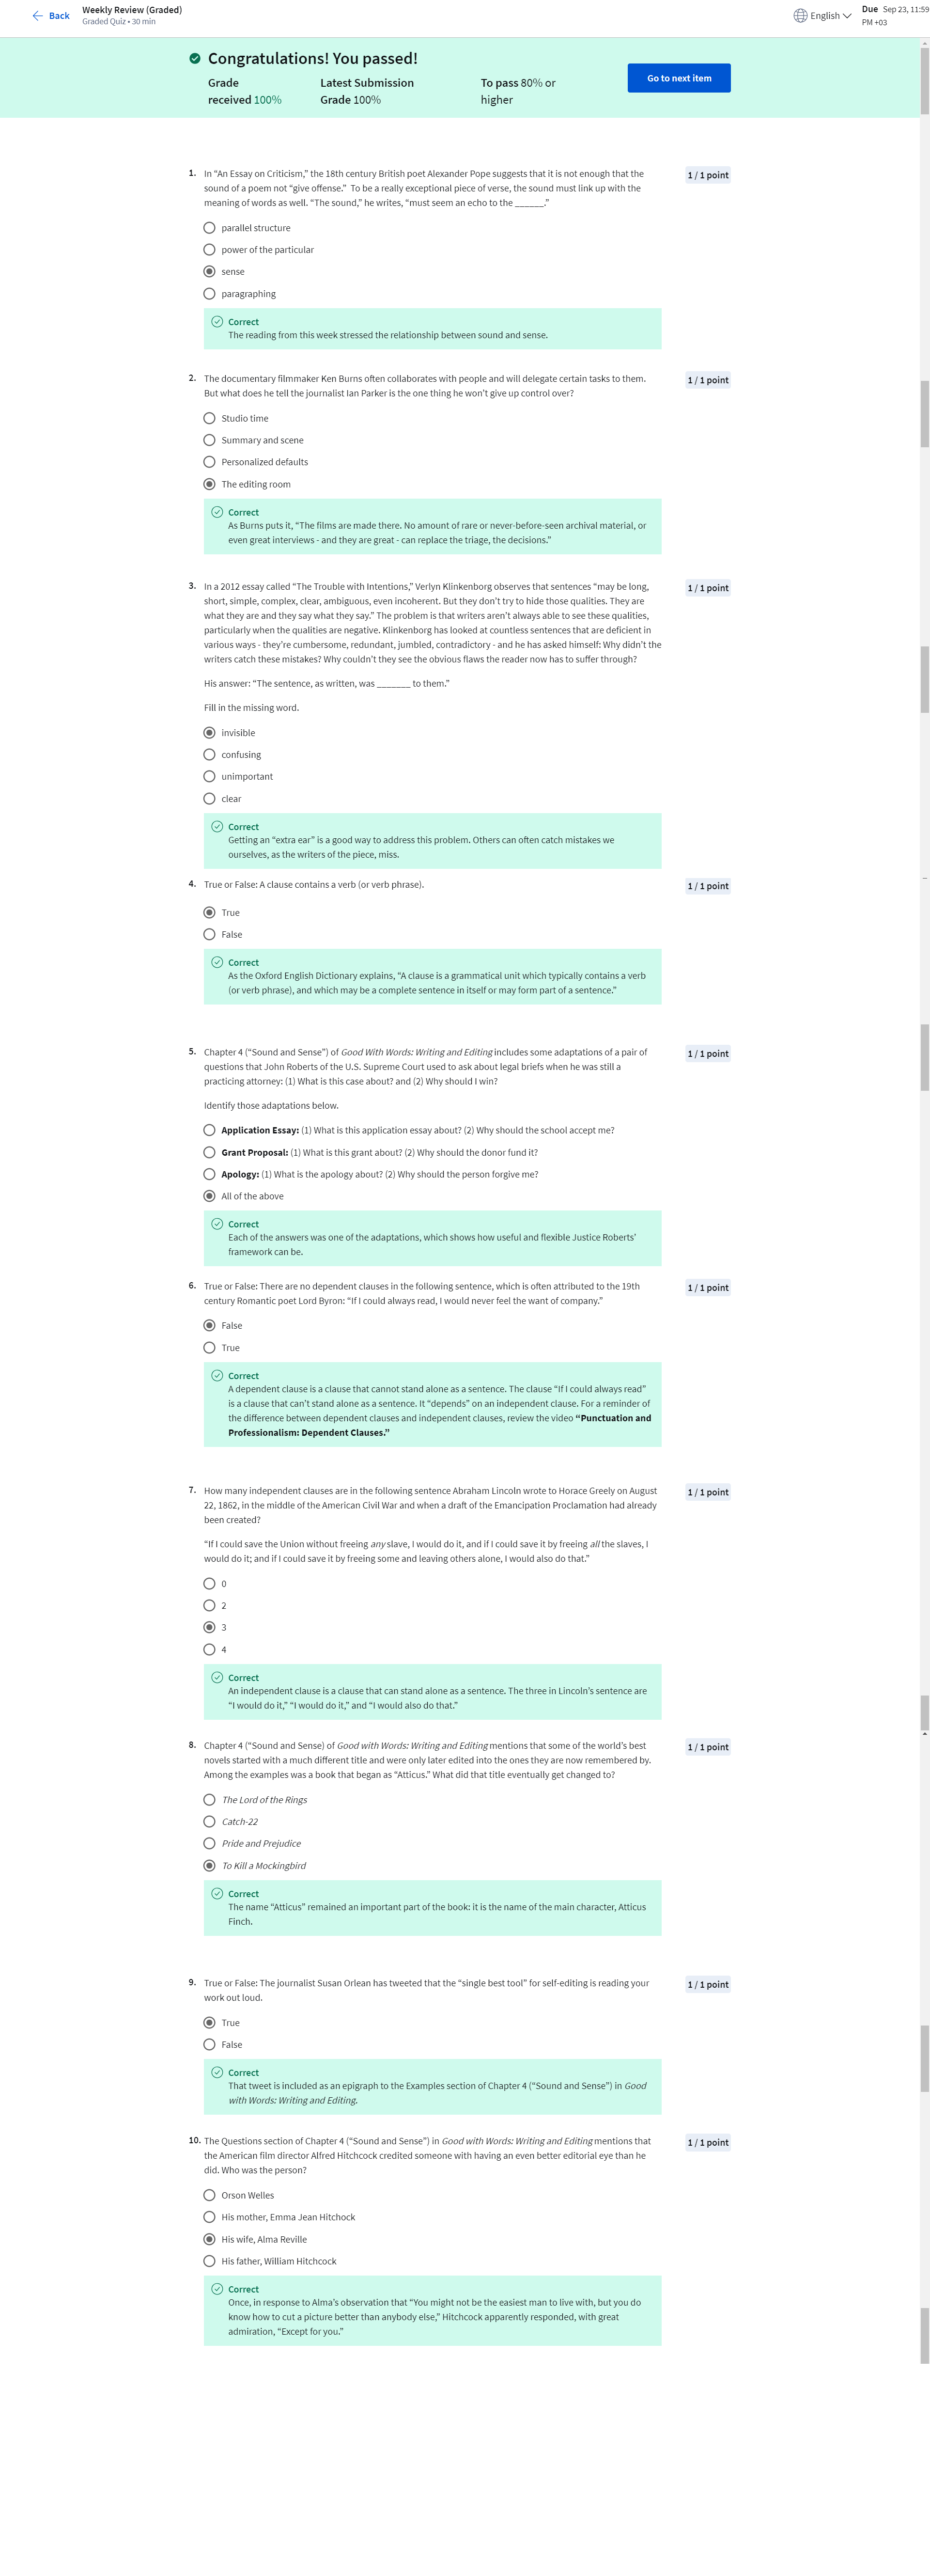 Back
Weekly Review (Graded)
Graded Quiz • 30 min
English
Due Sep 23, 11:59
PM +03
Congratulations! You passed!
Grade
received 100%
Latest Submission
Grade 100%
To pass 80% or
higher
Go to next item
1. In “An Essay on Criticism,” the 18th century British poet Alexander Pope suggests that it is not enough that the
sound of a poem not “give offense.” To be a really exceptional piece of verse, the sound must link up with the
meaning of words as well. “The sound,” he writes, “must seem an echo to the ______.”
1 / 1 point
parallel structure
power of the particular
sense
paragraphing
Correct
The reading from this week stressed the relationship between sound and sense.
2. The documentary filmmaker Ken Burns often collaborates with people and will delegate certain tasks to them.
But what does he tell the journalist Ian Parker is the one thing he won’t give up control over?
1 / 1 point
Studio time
Summary and scene
Personalized defaults
The editing room
Correct
As Burns puts it, “The films are made there. No amount of rare or never-before-seen archival material, or
even great interviews - and they are great - can replace the triage, the decisions.”
3. In a 2012 essay called “The Trouble with Intentions,” Verlyn Klinkenborg observes that sentences “may be long,
short, simple, complex, clear, ambiguous, even incoherent. But they don’t try to hide those qualities. They are
what they are and they say what they say.” The problem is that writers aren’t always able to see these qualities,
particularly when the qualities are negative. Klinkenborg has looked at countless sentences that are deficient in
various ways - they’re cumbersome, redundant, jumbled, contradictory - and he has asked himself: Why didn’t the
writers catch these mistakes? Why couldn’t they see the obvious flaws the reader now has to suffer through?
1 / 1 point
His answer: “The sentence, as written, was _______ to them.”
Fill in the missing word.
invisible
confusing
unimportant
clear
Correct
Getting an “extra ear” is a good way to address this problem. Others can often catch mistakes we
ourselves, as the writers of the piece, miss.
4. True or False: A clause contains a verb (or verb phrase).
1 / 1 point
True
False
Correct
As the Oxford English Dictionary explains, “A clause is a grammatical unit which typically contains a verb
(or verb phrase), and which may be a complete sentence in itself or may form part of a sentence.”
5. Chapter 4 (“Sound and Sense”) of Good With Words: Writing and Editing includes some adaptations of a pair of
questions that John Roberts of the U.S. Supreme Court used to ask about legal briefs when he was still a
practicing attorney: (1) What is this case about? and (2) Why should I win?
1 / 1 point
Identify those adaptations below.
Application Essay: (1) What is this application essay about? (2) Why should the school accept me?
Grant Proposal: (1) What is this grant about? (2) Why should the donor fund it?
Apology: (1) What is the apology about? (2) Why should the person forgive me?
All of the above
Correct
Each of the answers was one of the adaptations, which shows how useful and flexible Justice Roberts’
framework can be.
6. True or False: There are no dependent clauses in the following sentence, which is often attributed to the 19th
century Romantic poet Lord Byron: “If I could always read, I would never feel the want of company.”
1 / 1 point
False
True
Correct
A dependent clause is a clause that cannot stand alone as a sentence. The clause “If I could always read”
is a clause that can’t stand alone as a sentence. It “depends” on an independent clause. For a reminder of
the difference between dependent clauses and independent clauses, review the video “Punctuation and
Professionalism: Dependent Clauses.”
7. How many independent clauses are in the following sentence Abraham Lincoln wrote to Horace Greely on August
22, 1862, in the middle of the American Civil War and when a draft of the Emancipation Proclamation had already
been created?
1 / 1 point
“If I could save the Union without freeing any slave, I would do it, and if I could save it by freeing all the slaves, I
would do it; and if I could save it by freeing some and leaving others alone, I would also do that.”
0
2
3
4
Correct
An independent clause is a clause that can stand alone as a sentence. The three in Lincoln’s sentence are
“I would do it,” “I would do it,” and “I would also do that.”
8. Chapter 4 (“Sound and Sense) of Good with Words: Writing and Editing mentions that some of the world’s best
novels started with a much different title and were only later edited into the ones they are now remembered by.
Among the examples was a book that began as “Atticus.” What did that title eventually get changed to?
1 / 1 point
The Lord of the Rings
Catch-22
Pride and Prejudice
To Kill a Mockingbird
Correct
The name “Atticus” remained an important part of the book: it is the name of the main character, Atticus
Finch.
9. True or False: The journalist Susan Orlean has tweeted that the “single best tool” for self-editing is reading your
work out loud.
1 / 1 point
True
False
Correct
That tweet is included as an epigraph to the Examples section of Chapter 4 (“Sound and Sense”) in Good
with Words: Writing and Editing.
10. The Questions section of Chapter 4 (“Sound and Sense”) in Good with Words: Writing and Editing mentions that
the American film director Alfred Hitchcock credited someone with having an even better editorial eye than he
did. Who was the person?
1 / 1 point
Orson Welles
His mother, Emma Jean Hitchock
His wife, Alma Reville
His father, William Hitchcock
Correct
Once, in response to Alma’s observation that “You might not be the easiest man to live with, but you do
know how to cut a picture better than anybody else,” Hitchcock apparently responded, with great
admiration, “Except for you.”